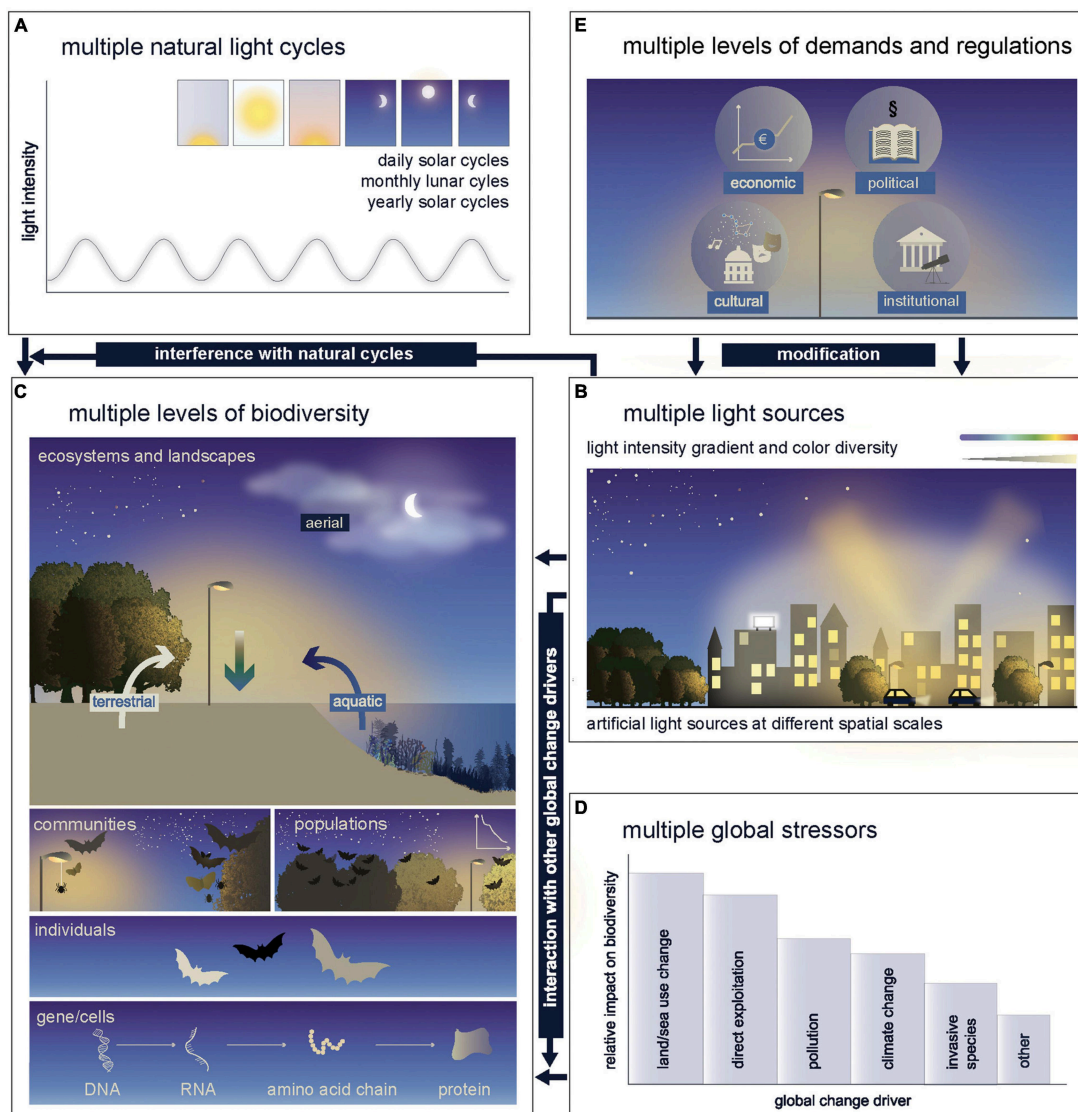 A
multiple natural light cycles
light intensity
daily solar cycles
monthly lunar cyles
yearly solar cycles
E
multiple levels of demands and regulations
€
§
economic
political
cultural
institutional
interference with natural cycles
modification
C
multiple levels of biodiversity
ecosystems and landscapes
aerial
terrestrial
aquatic
communities
populations
individuals
gene/cells
DNA
RNA
amino acid chain
protein
interaction with other global change drivers
B
multiple light sources
light intensity gradient and color diversity
artificial light sources at different spatial scales
D
multiple global stressors
relative impact on biodiversity
land/sea use change
direct exploitation
pollution
climate change
invasive
species
other
global change driver